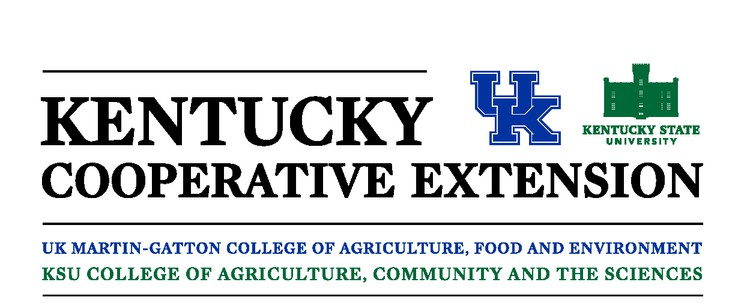 KENTUCKY
UK
KENTUCKY STATE
UNIVERSITY
COOPERATIVE EXTENSION
UK MARTIN-GATTON COLLEGE OF AGRICULTURE, FOOD AND ENVIRONMENT
KSU COLLEGE OF AGRICULTURE, COMMUNITY AND THE SCIENCES